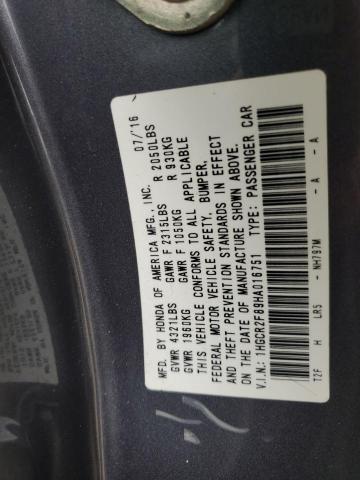 MFD. BY HONDA OF AMERICA MFG., INC. 07/'16
GVWR 4321LBS GAWR F 2315LBS R 2050LBS
GVWR 1960KG GAWR F 1050KG R 930KG
THIS VEHICLE CONFORMS TO ALL APPLICABLE
FEDERAL MOTOR VEHICLE SAFETY, BUMPER,
AND THEFT PREVENTION STANDARDS IN EFFECT
ON THE DATE OF MANUFACTURE SHOWN ABOVE.
V.I.N.: 1HGCR2F89HA016751 TYPE: PASSENGER CAR
T2F H LR5 - NH797M - A - A